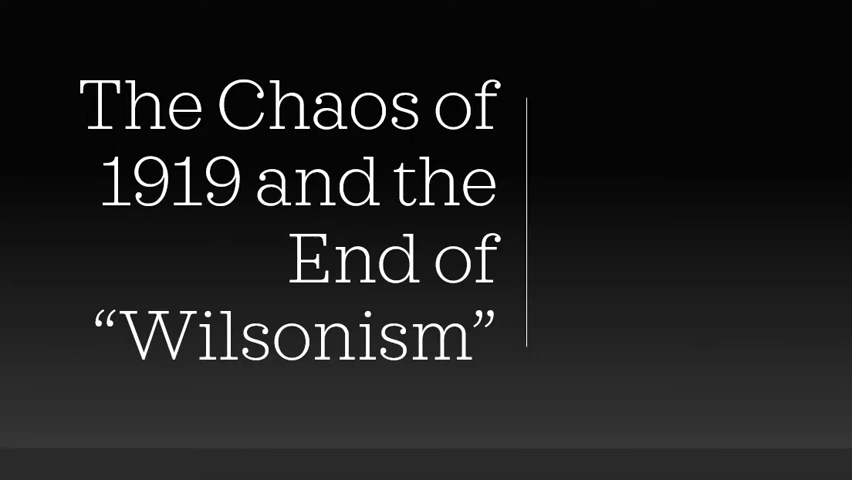 The Chaos of
1919 and the
End of
“Wilsonism”